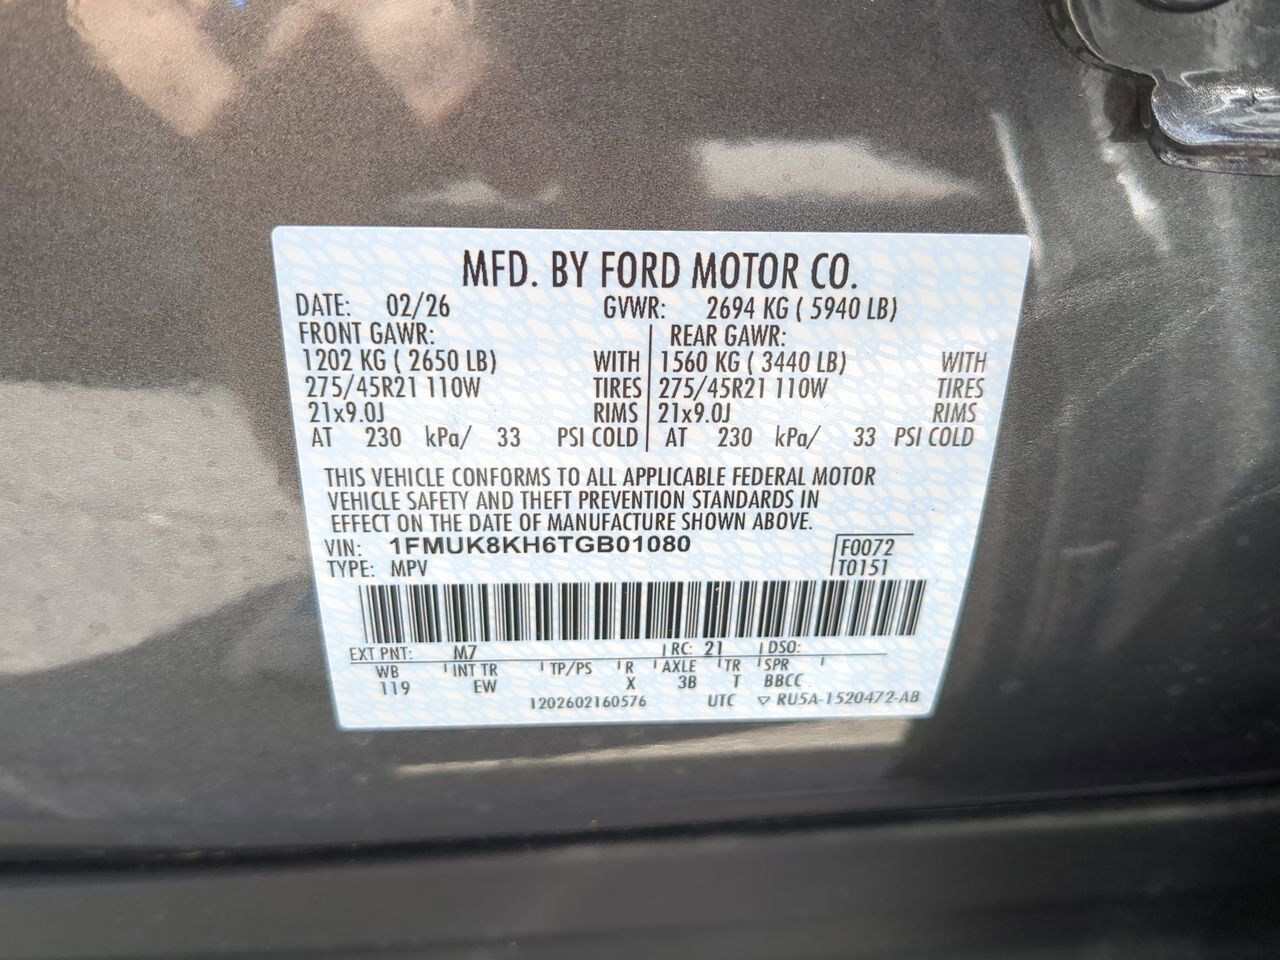 MFD. BY FORD MOTOR CO.
DATE: 02/26 GVWR: 2694 KG ( 5940 LB)
FRONT GAWR: REAR GAWR:
1202 KG ( 2650 LB) WITH 1560 KG ( 3440 LB) WITH
275/45R21 110W TIRES 275/45R21 110W TIRES
21x9.0J RIMS 21x9.0J RIMS
AT 230 kPa/ 33 PSI COLD AT 230 kPa/ 33 PSI COLD
THIS VEHICLE CONFORMS TO ALL APPLICABLE FEDERAL MOTOR
VEHICLE SAFETY AND THEFT PREVENTION STANDARDS IN
EFFECT ON THE DATE OF MANUFACTURE SHOWN ABOVE.
VIN: 1FMUK8KH6TGB01080 F0072
TYPE: MPV T0151
EXT PNT: M7 RC: 21 DSO:
WB INT TR TP/PS R AXLE TR SPR
119 EW X 3B T BBCC
1202602160576 UTC ▽ RU5A-1520472-AB